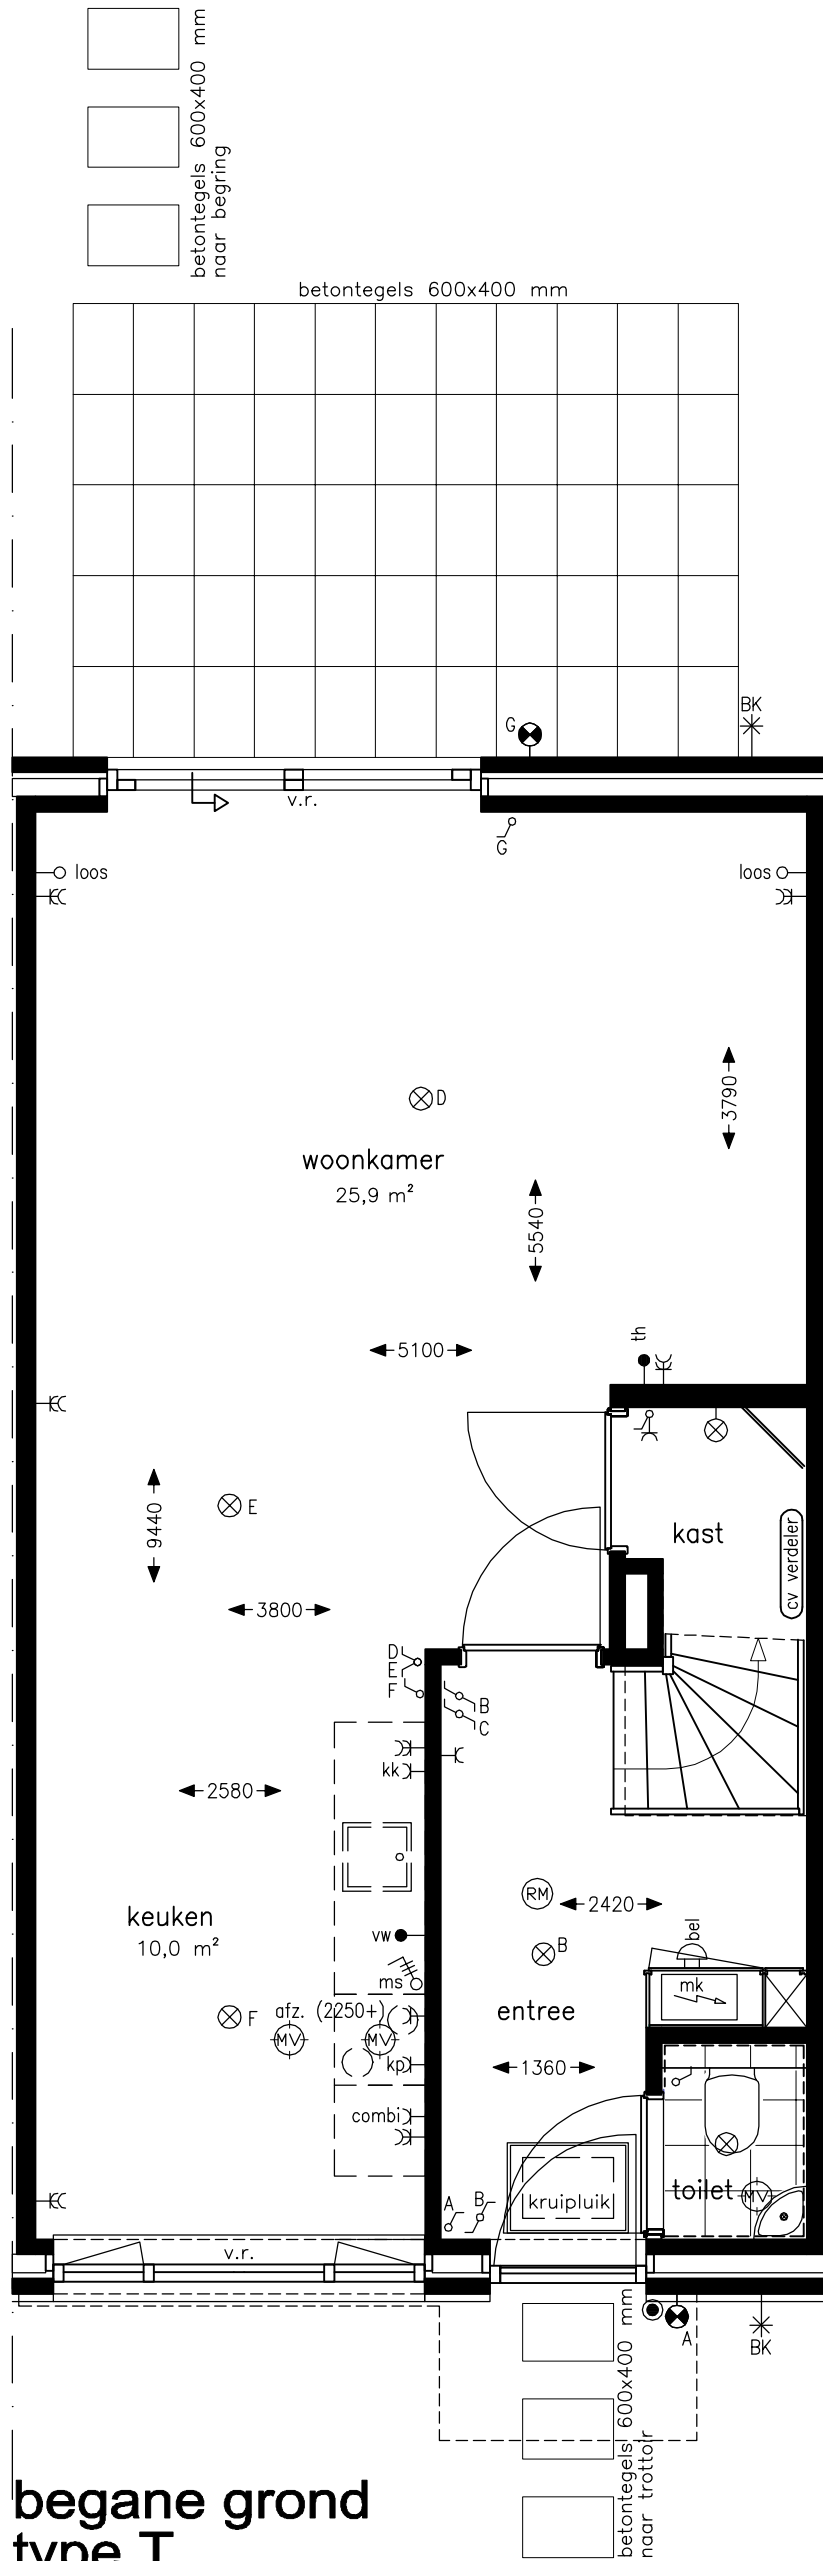 betontegels 600x400 mm
naar begring
betontegels 600x400 mm
G
BK
v.r.
G
loos
loos
D
3790
woonkamer
25,9 m²
5540
5100
th
E
9440
kast
cv verdeler
3800
D
E
F
B
C
kk
2580
RM
2420
keuken
10,0 m²
vw
B
bel
ms
mk
F
afz. (2250+)
entree
MV
MV
kp
1360
combi
toilet
MV
A
B
kruipluik
v.r.
A
BK
betontegels 600x400 mm
naar trottoir
begane grond
type T